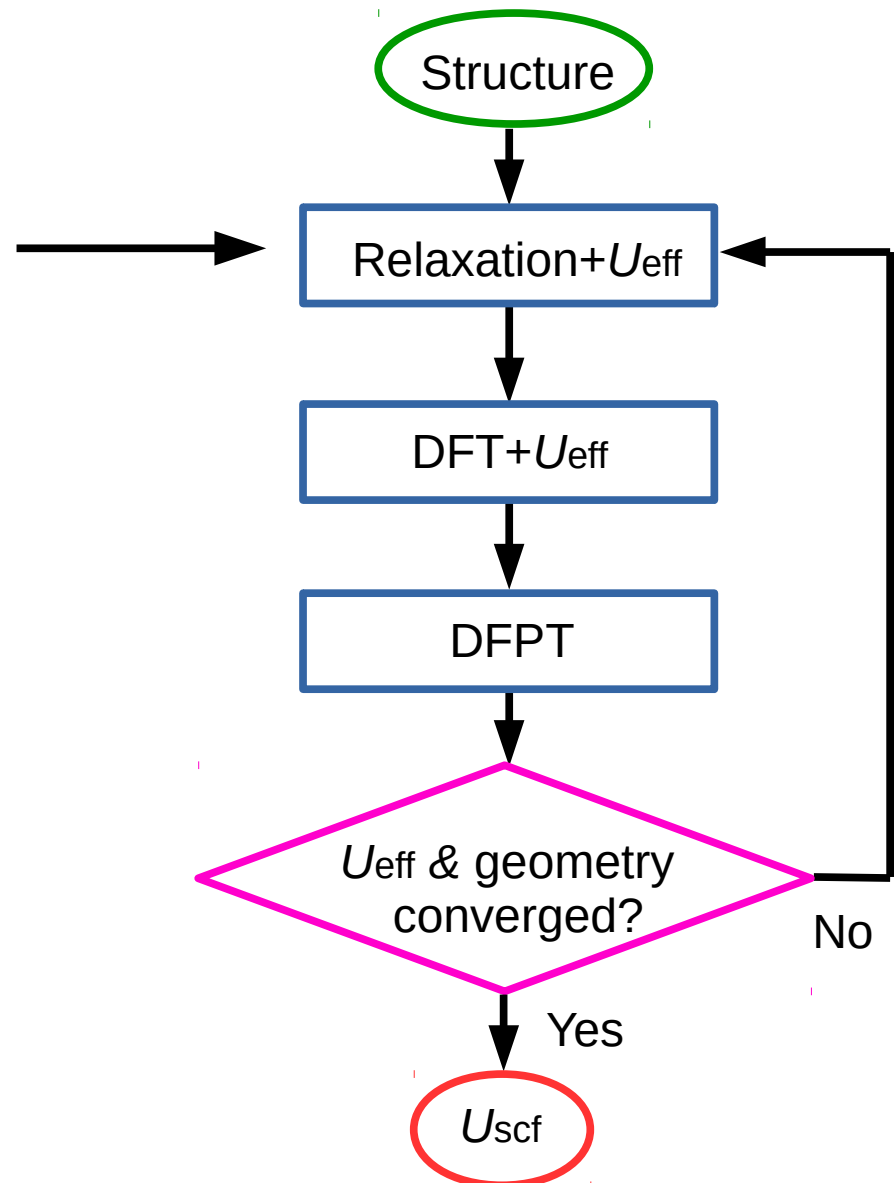 Structure
Relaxation+Ueff
DFT+Ueff
DFPT
Ueff & geometry
converged?
No
Yes
Uscf